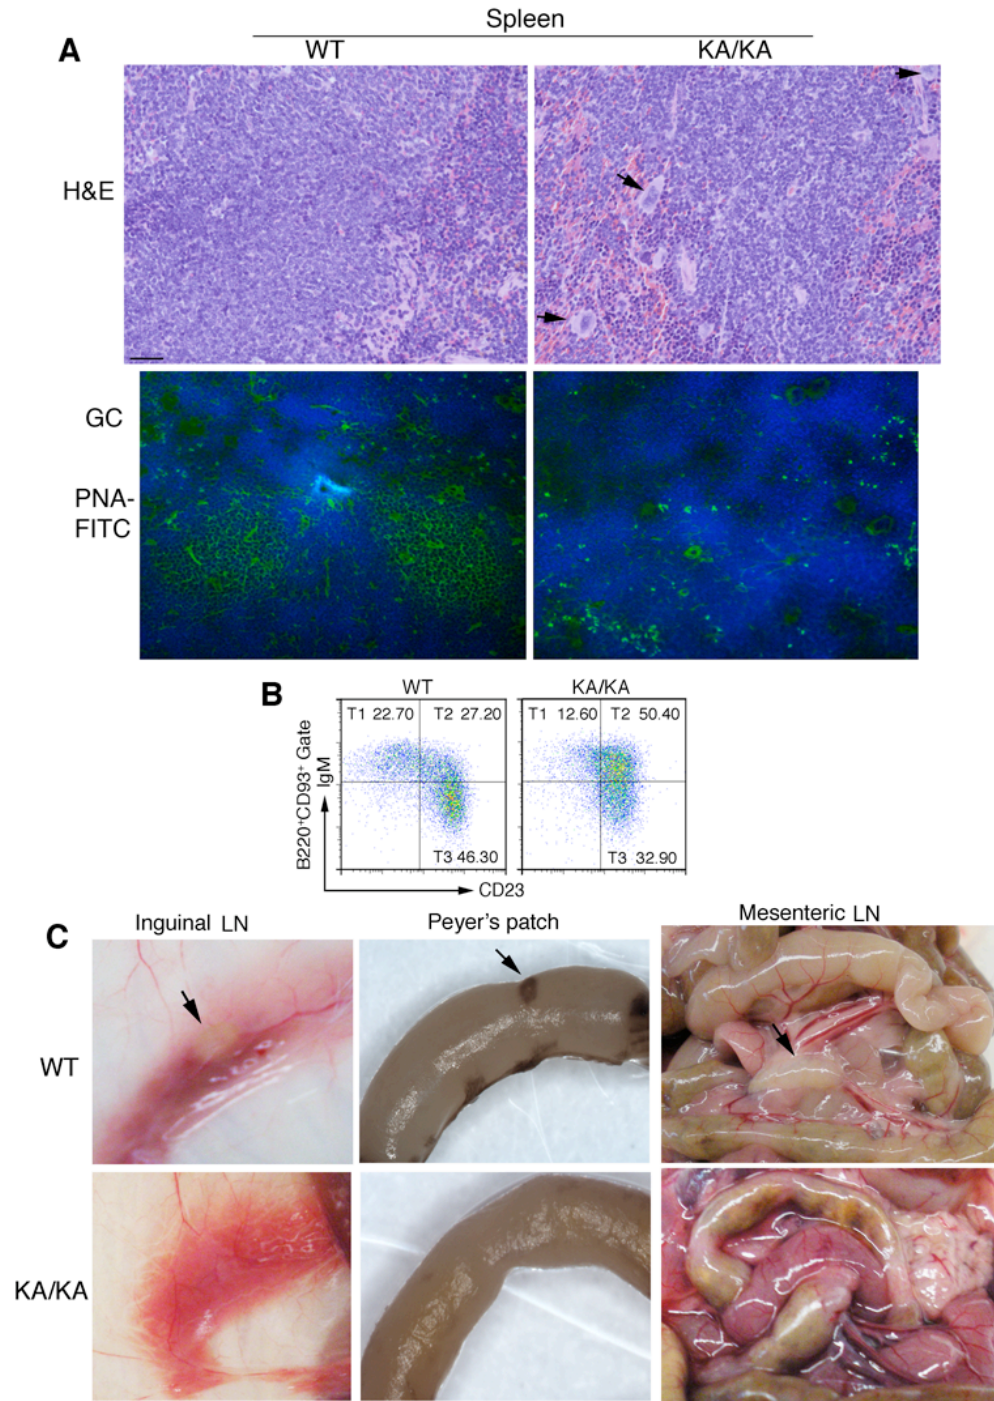 Spleen
A
WT
KA/KA
H&E
GC
PNA-
FITC
B
WT
KA/KA
T1 22.70
T2 27.20
T1 12.60
T2 50.40
B220+CD93+ Gate
IgM
T3 46.30
T3 32.90
CD23
C
Inguinal LN
Peyer's patch
Mesenteric LN
WT
KA/KA